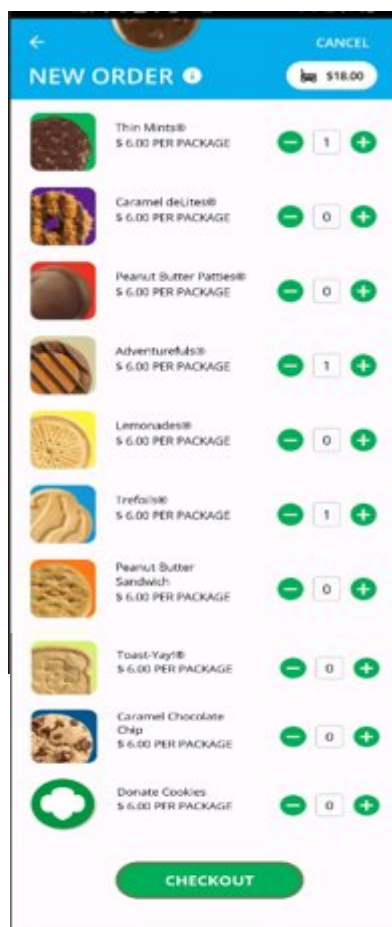 CANCEL
NEW ORDER i
$18.00
Thin Mints®
$ 6.00 PER PACKAGE
1
Caramel deLites®
$ 6.00 PER PACKAGE
0
Peanut Butter Patties®
$ 6.00 PER PACKAGE
0
Adventurefuls®
$ 6.00 PER PACKAGE
1
Lemonades®
$ 6.00 PER PACKAGE
0
Trefoils®
$ 6.00 PER PACKAGE
1
Peanut Butter
Sandwich
$ 6.00 PER PACKAGE
0
Toast-Yay!®
$ 6.00 PER PACKAGE
0
Caramel Chocolate
Chip
$ 6.00 PER PACKAGE
0
Donate Cookies
$ 6.00 PER PACKAGE
0
CHECKOUT